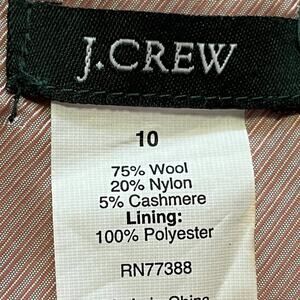 J.CREW
10
75% Wool
20% Nylon
5% Cashmere
Lining:
100% Polyester
RN77388